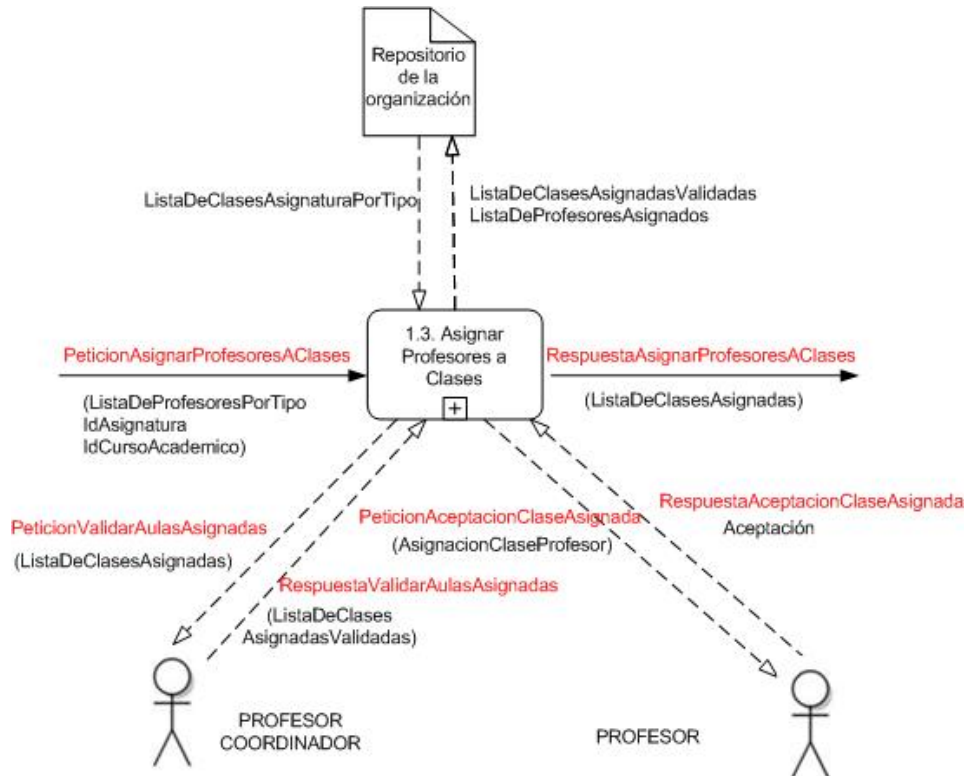 Repositorio
de la
organización
ListaDeClasesAsignaturaPorTipo
ListaDeClasesAsignadasValidadas
ListaDeProfesoresAsignados
1.3. Asignar
Profesores a
Clases
PeticionAsignarProfesoresAClases
(ListaDeProfesoresPorTipo
IdAsignatura
IdCursoAcademico)
RespuestaAsignarProfesoresAClases
(ListaDeClasesAsignadas)
PeticionValidarAulasAsignadas
(ListaDeClasesAsignadas)
RespuestaValidarAulasAsignadas
(ListaDeClases
AsignadasValidadas)
PeticionAceptacionClaseAsignada
(AsignacionClaseProfesor)
RespuestaAceptacionClaseAsignada
Aceptación
PROFESOR
COORDINADOR
PROFESOR